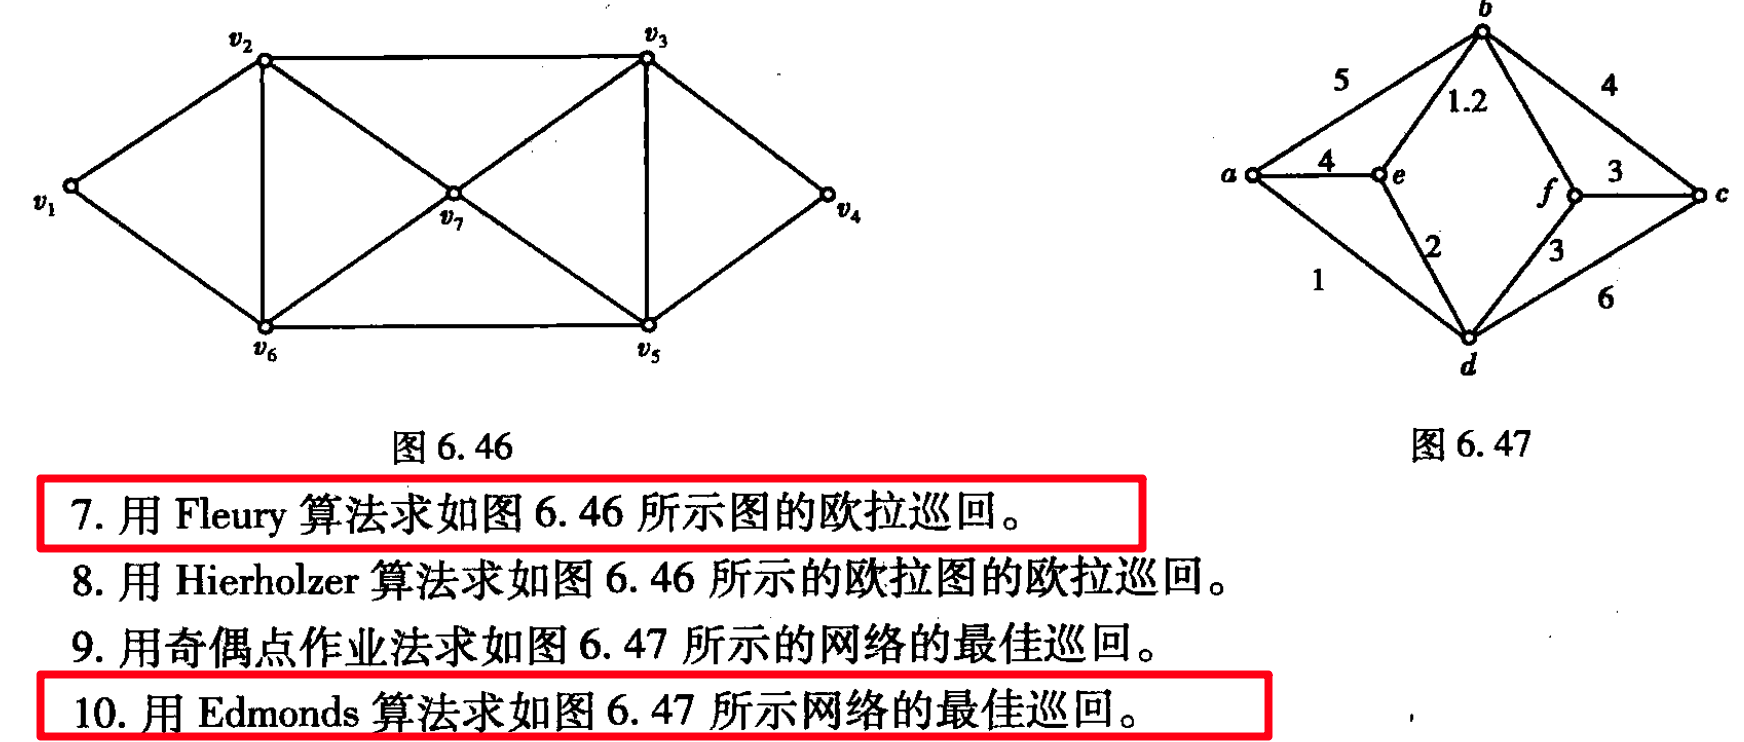 v₂ v₃ b
5 1.2 4
v₁ v₇ v₄ a 4 e f 3 c
2 3
1 6
v₆ v₅ d
图 6.46 图 6.47
7. 用 Fleury 算法求如图 6.46 所示图的欧拉巡回。
8. 用 Hierholzer 算法求如图 6.46 所示的欧拉图的欧拉巡回。
9. 用奇偶点作业法求如图 6.47 所示的网络的最佳巡回。
10. 用 Edmonds 算法求如图 6.47 所示网络的最佳巡回。